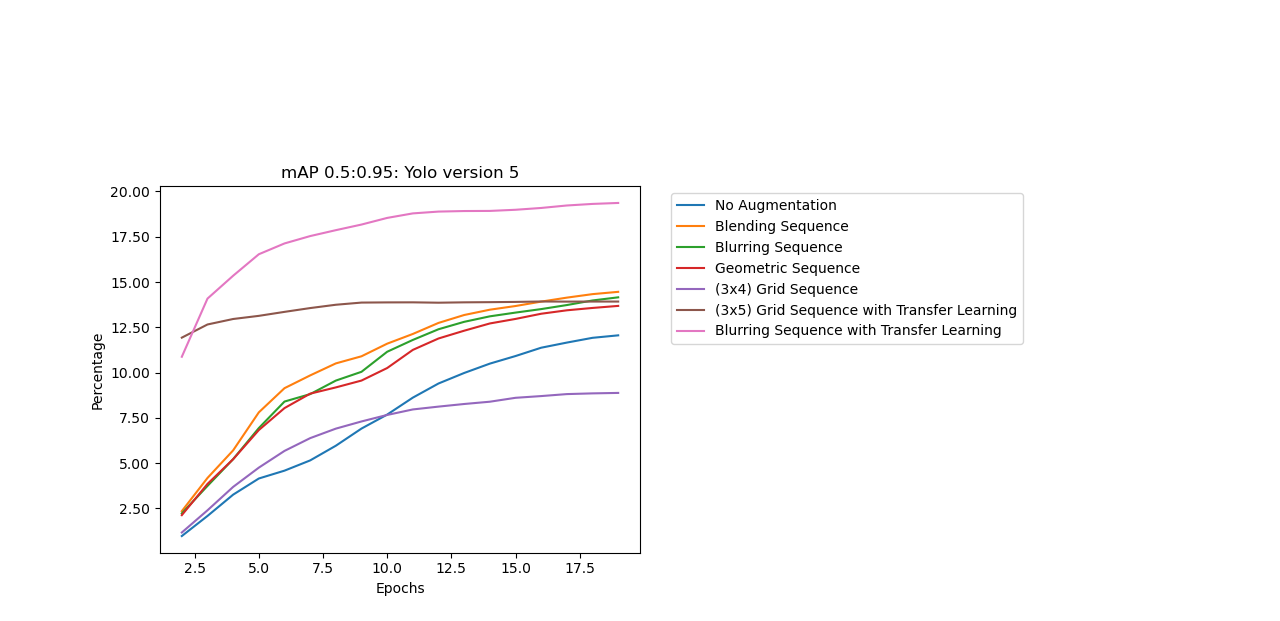 mAP 0.5:0.95: Yolo version 5
20.00
17.50
15.00
12.50
10.00
7.50
5.00
2.50
Percentage
2.5 5.0 7.5 10.0 12.5 15.0 17.5
Epochs
No Augmentation
Blending Sequence
Blurring Sequence
Geometric Sequence
(3x4) Grid Sequence
(3x5) Grid Sequence with Transfer Learning
Blurring Sequence with Transfer Learning